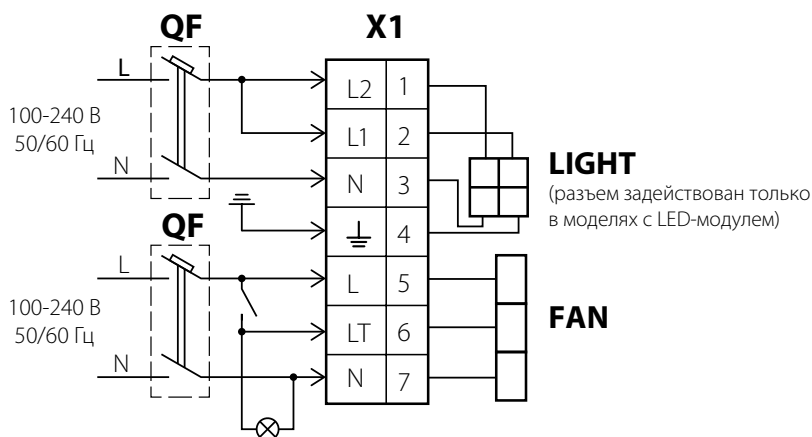 QF X1
L L2 1
100-240 В
50/60 Гц
L1 2
N N 3
4
LIGHT
(разъем задействован только
в моделях с LED-модулем)
QF
L L 5
100-240 В
50/60 Гц
LT 6
FAN
N N 7